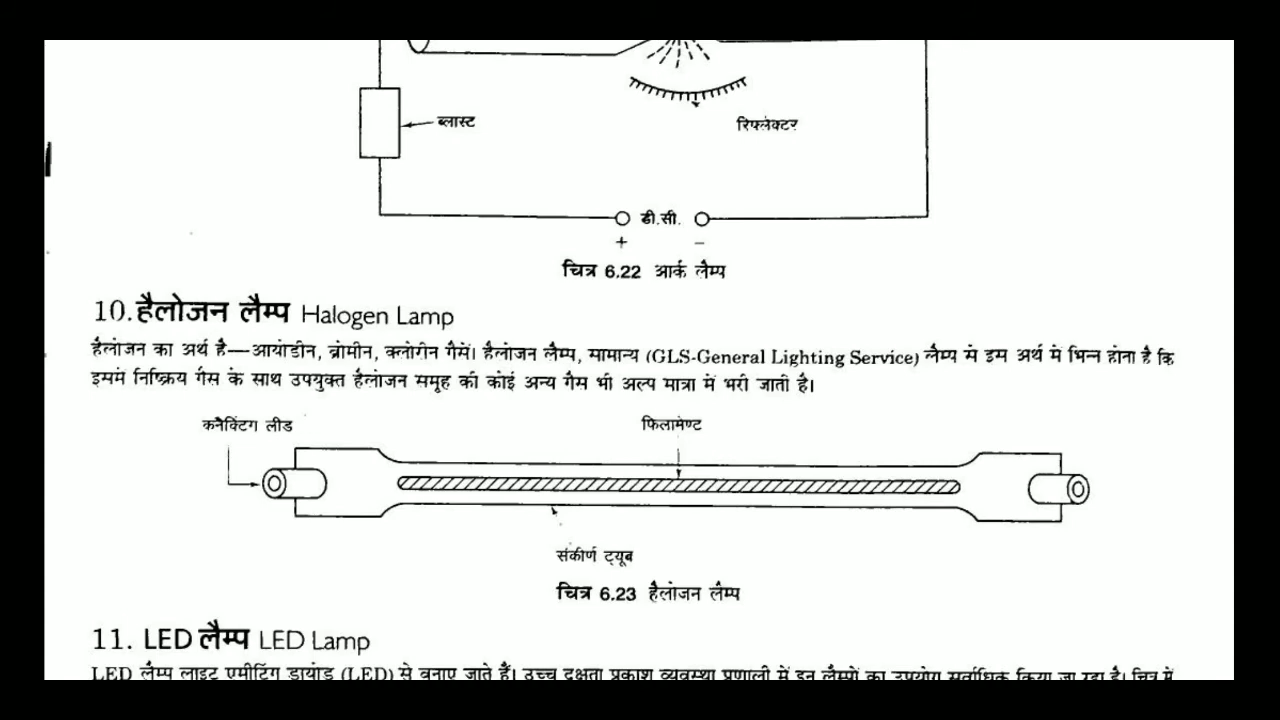 ब्लास्ट
रिफ्लेक्टर
डी.सी.
+ −
चित्र 6.22 आर्क लैम्प
10. हैलोजन लैम्प Halogen Lamp
हैलोजन का अर्थ है—आयोडीन, ब्रोमीन, क्लोरीन गैसें। हैलोजन लैम्प, सामान्य (GLS-General Lighting Service) लैम्प से इस अर्थ में भिन्न होता है कि
इसमें निष्क्रिय गैस के साथ उपयुक्त हैलोजन समूह की कोई अन्य गैस भी अल्प मात्रा में भरी जाती है।
कनैक्टिंग लीड
फिलामेण्ट
संकीर्ण ट्यूब
चित्र 6.23 हैलोजन लैम्प
11. LED लैम्प LED Lamp
LED लैम्प लाइट एमीटिंग डायोड (LED) से बनाए जाते हैं। उच्च दक्षता प्रकाश व्यवस्था प्रणाली में इन लैम्पों का उपयोग सर्वाधिक किया जा रहा है। चित्र में